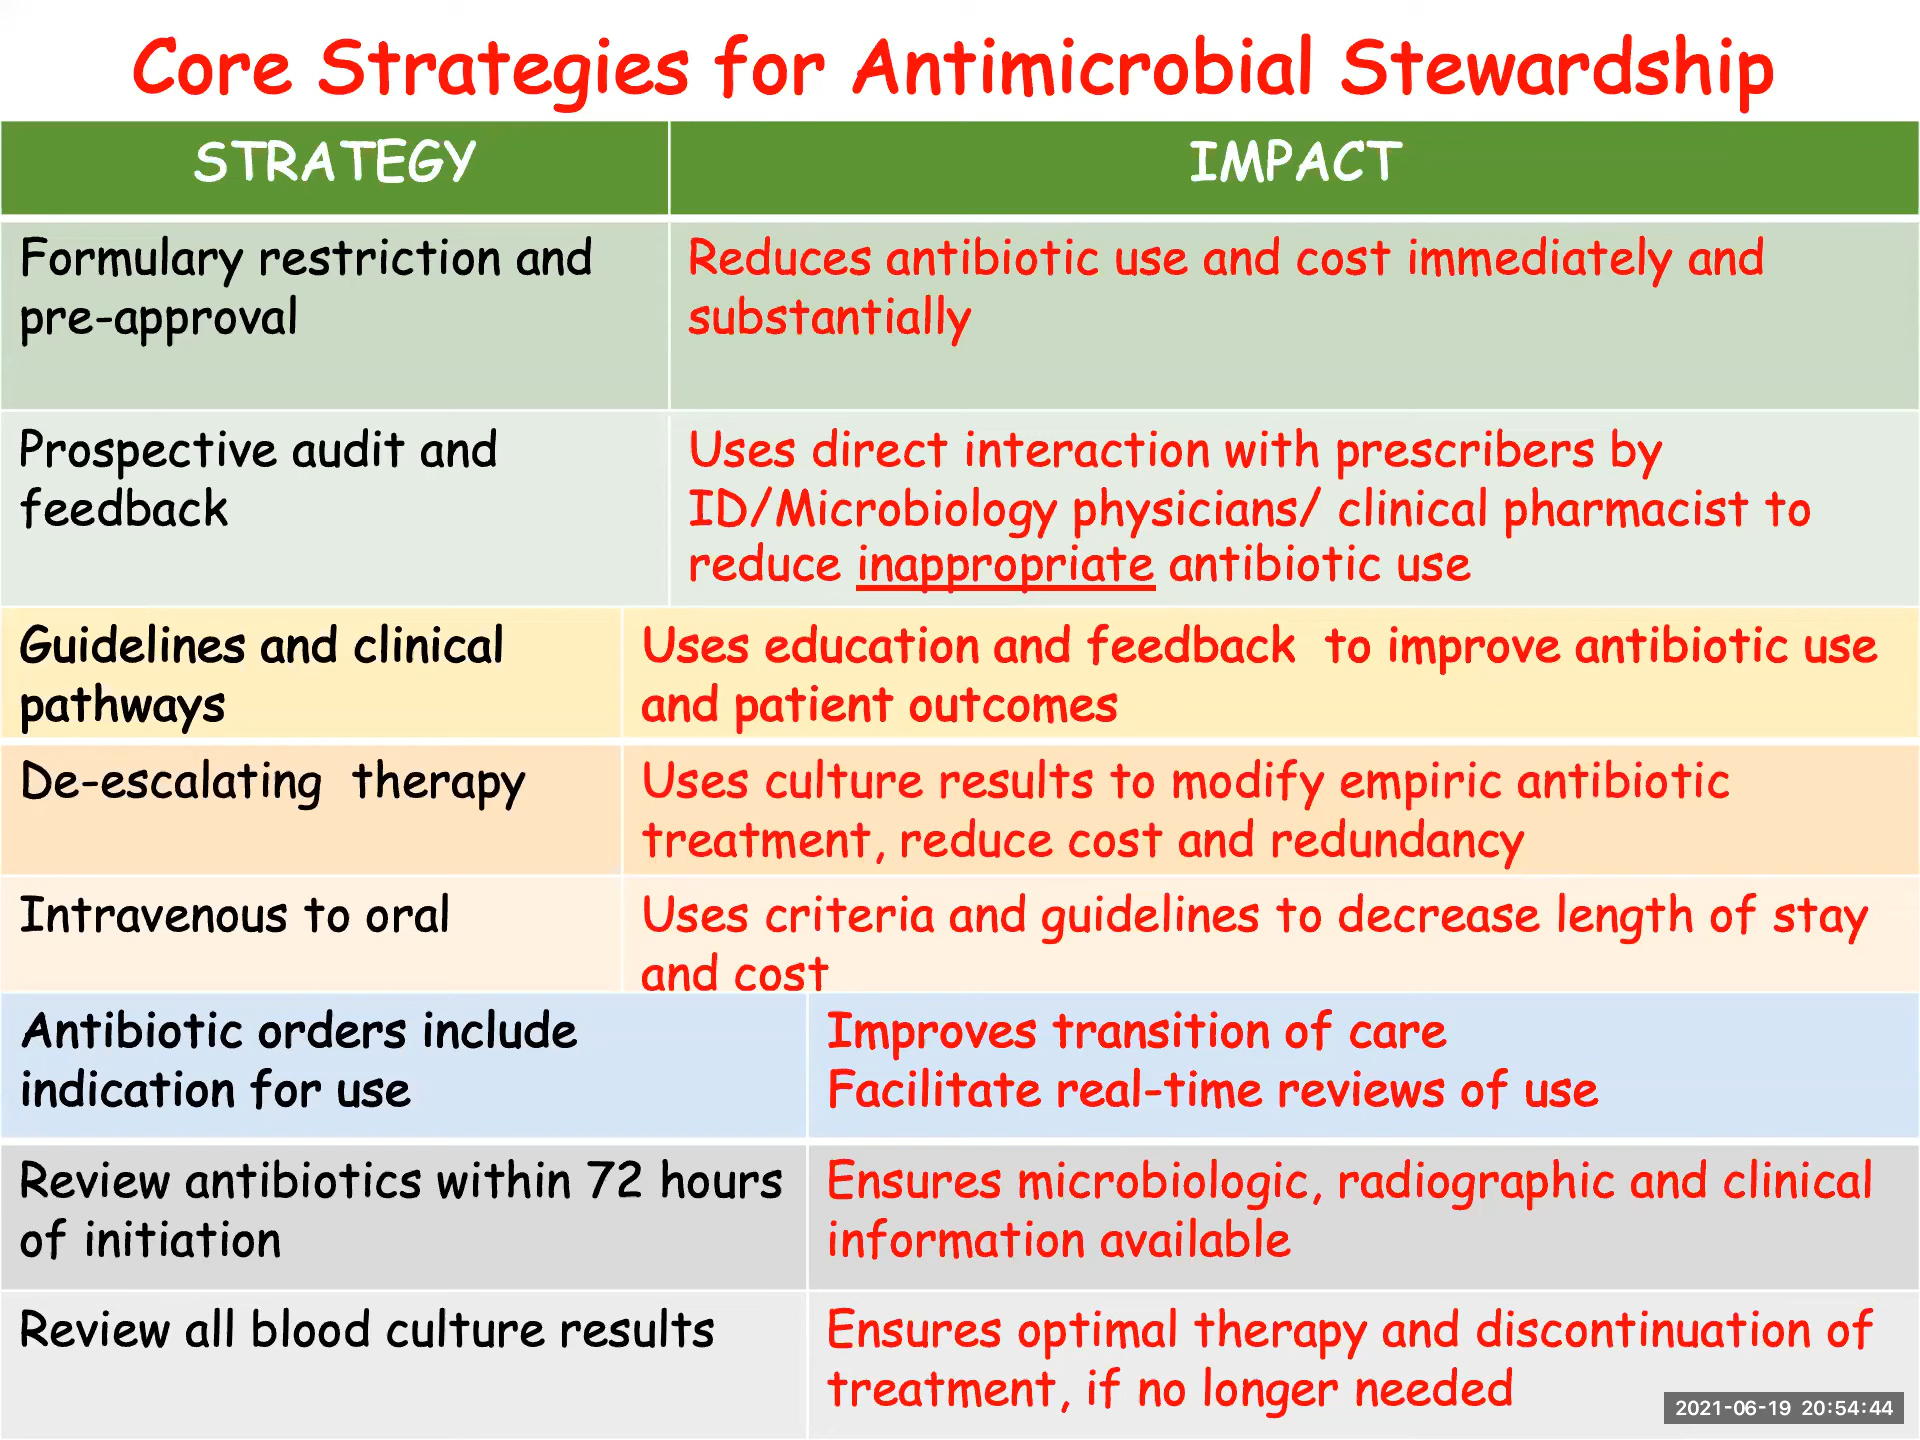 Core Strategies for Antimicrobial Stewardship
STRATEGY
IMPACT
Formulary restriction and
pre-approval
Reduces antibiotic use and cost immediately and
substantially
Prospective audit and
feedback
Uses direct interaction with prescribers by
ID/Microbiology physicians/ clinical pharmacist to
reduce inappropriate antibiotic use
Guidelines and clinical
pathways
Uses education and feedback  to improve antibiotic use
and patient outcomes
De-escalating  therapy
Uses culture results to modify empiric antibiotic
treatment, reduce cost and redundancy
Intravenous to oral
Uses criteria and guidelines to decrease length of stay
and cost
Antibiotic orders include
indication for use
Improves transition of care
Facilitate real-time reviews of use
Review antibiotics within 72 hours
of initiation
Ensures microbiologic, radiographic and clinical
information available
Review all blood culture results
Ensures optimal therapy and discontinuation of
treatment, if no longer needed
2021-06-19 20:54:44